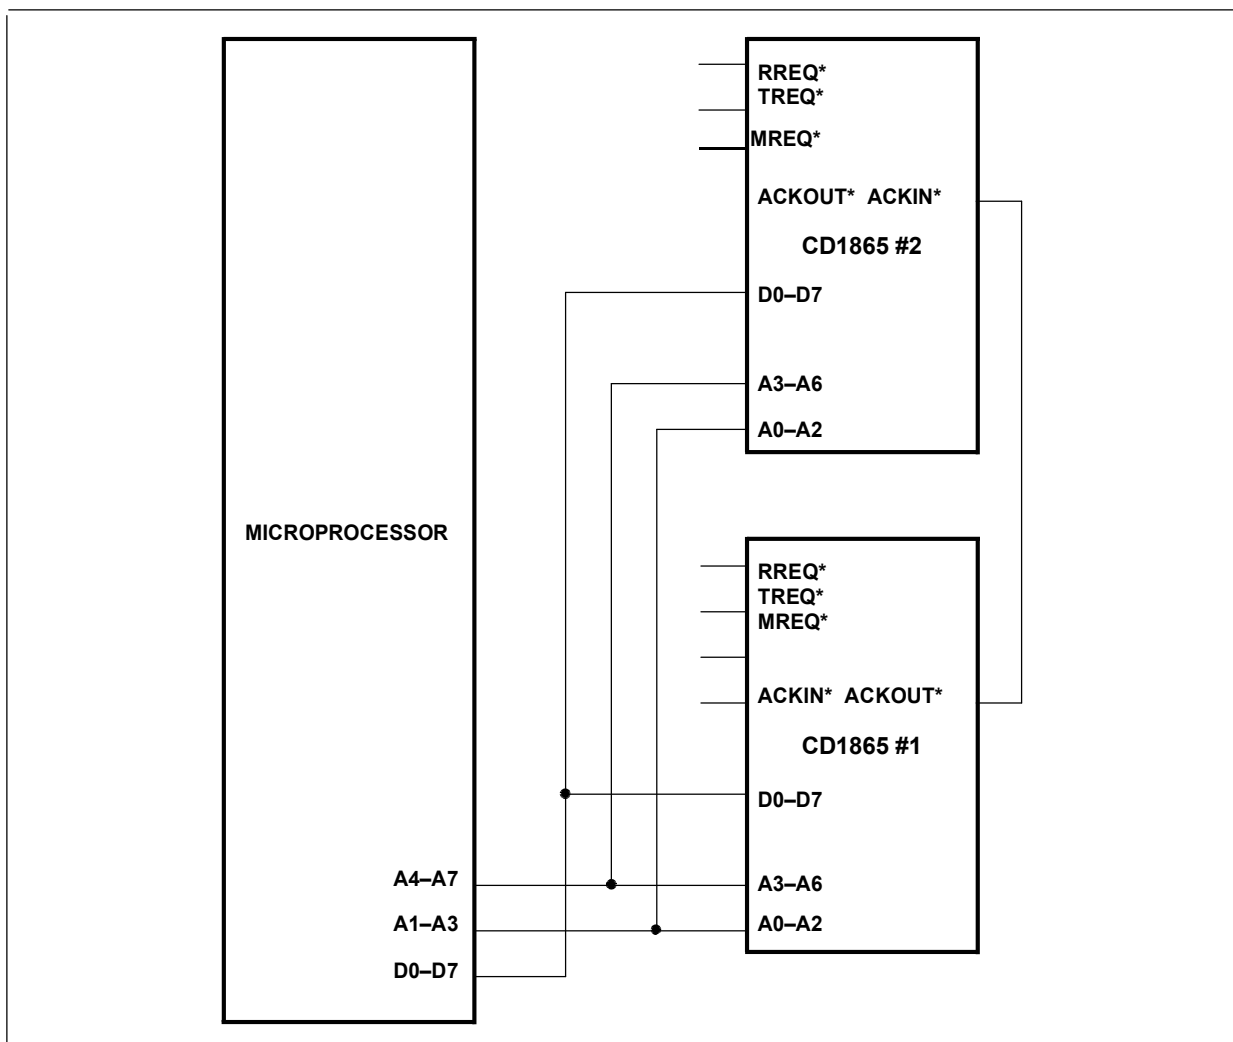 RREQ*
TREQ*
MREQ*
ACKOUT* ACKIN*
CD1865 #2
D0–D7
A3–A6
A0–A2
MICROPROCESSOR
RREQ*
TREQ*
MREQ*
ACKIN* ACKOUT*
CD1865 #1
D0–D7
A4–A7
A3–A6
A1–A3
A0–A2
D0–D7